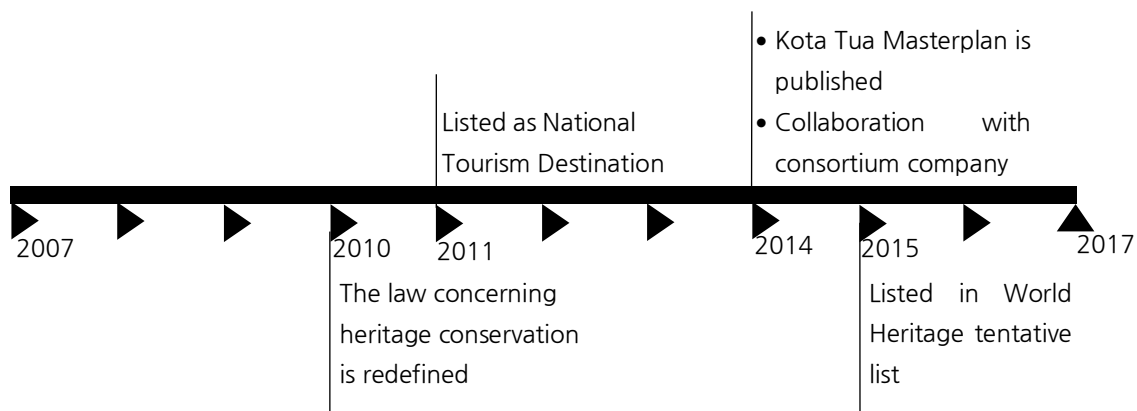 • Kota Tua Masterplan is
published
• Collaboration with
consortium company
Listed as National
Tourism Destination
2007
2010
2011
2014
2015
2017
The law concerning
heritage conservation
is redefined
Listed in World
Heritage tentative
list